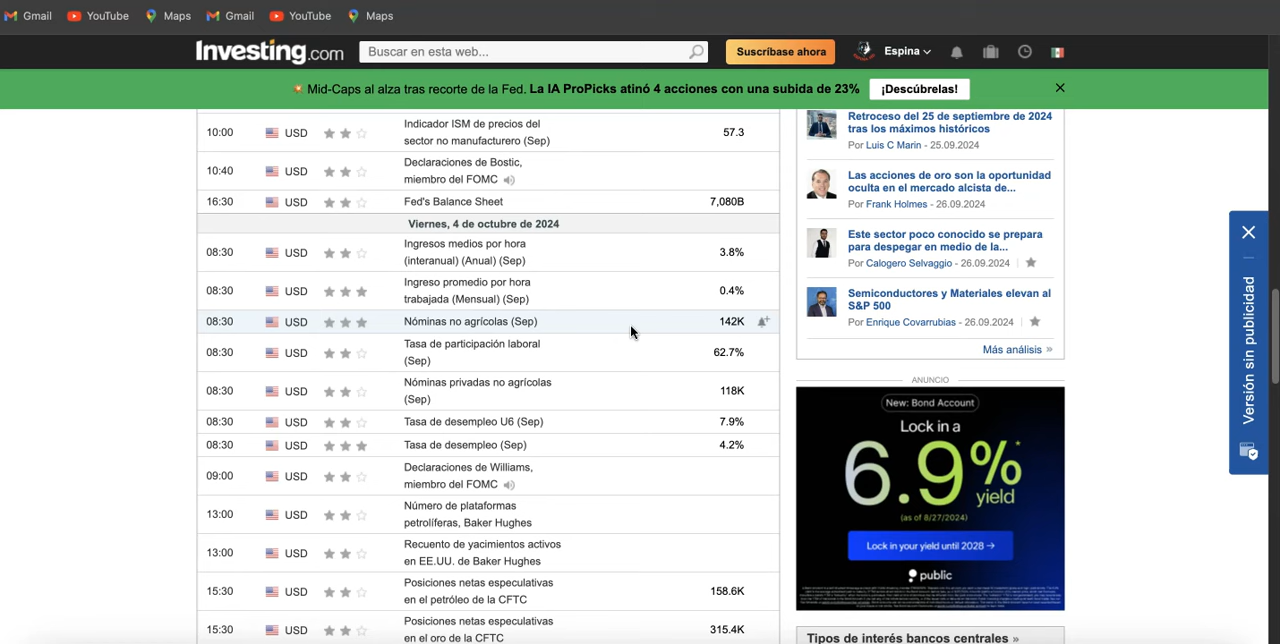 Gmail YouTube Maps Gmail YouTube Maps
Investing.com Buscar en esta web... Suscríbase ahora Espina
Mid-Caps al alza tras recorte de la Fed. La IA ProPicks atinó 4 acciones con una subida de 23% ¡Descúbrelas!
10:00 USD Indicador ISM de precios del
sector no manufacturero (Sep) 57.3
10:40 USD Declaraciones de Bostic,
miembro del FOMC
16:30 USD Fed's Balance Sheet 7,080B
Viernes, 4 de octubre de 2024
08:30 USD Ingresos medios por hora
(interanual) (Anual) (Sep) 3.8%
08:30 USD Ingreso promedio por hora
trabajada (Mensual) (Sep) 0.4%
08:30 USD Nóminas no agrícolas (Sep) 142K
08:30 USD Tasa de participación laboral
(Sep) 62.7%
08:30 USD Nóminas privadas no agrícolas
(Sep) 118K
08:30 USD Tasa de desempleo U6 (Sep) 7.9%
08:30 USD Tasa de desempleo (Sep) 4.2%
09:00 USD Declaraciones de Williams,
miembro del FOMC
13:00 USD Número de plataformas
petrolíferas, Baker Hughes
13:00 USD Recuento de yacimientos activos
en EE.UU. de Baker Hughes
15:30 USD Posiciones netas especulativas
en el petróleo de la CFTC 158.6K
15:30 USD Posiciones netas especulativas
en el oro de la CFTC 315.4K
Retroceso del 25 de septiembre de 2024
tras los máximos históricos
Por Luis C Marin - 25.09.2024
Las acciones de oro son la oportunidad
oculta en el mercado alcista de...
Por Frank Holmes - 26.09.2024
Este sector poco conocido se prepara
para despegar en medio de la...
Por Calogero Selvaggio - 26.09.2024
Semiconductores y Materiales elevan al
S&P 500
Por Enrique Covarrubias - 26.09.2024
Más análisis »
ANUNCIO
New: Bond Account
Lock in a
6.9%*
yield
(as of 8/27/2024)
Lock in your yield until 2028 →
public
Tipos de interés bancos centrales »
Versión sin publicidad